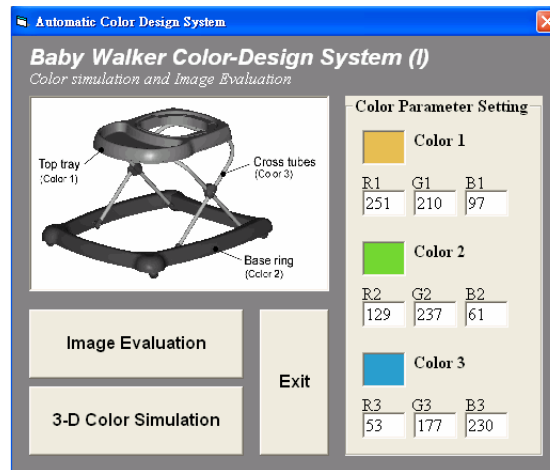 Automatic Color Design System
Baby Walker Color-Design System (I)
Color simulation and Image Evaluation
Top tray
(Color 1)
Cross tubes
(Color 3)
Base ring
(Color 2)
Image Evaluation
3-D Color Simulation
Exit
Color Parameter Setting
Color 1
R1 G1 B1
251 210 97
Color 2
R2 G2 B2
129 237 61
Color 3
R3 G3 B3
53 177 230